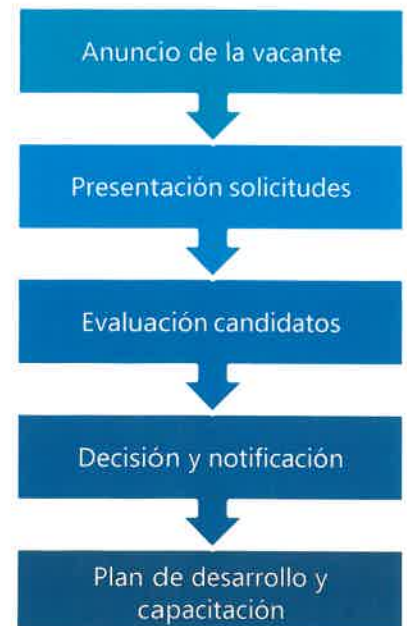 Anuncio de la vacante
Presentación solicitudes
Evaluación candidatos
Decisión y notificación
Plan de desarrollo y
capacitación